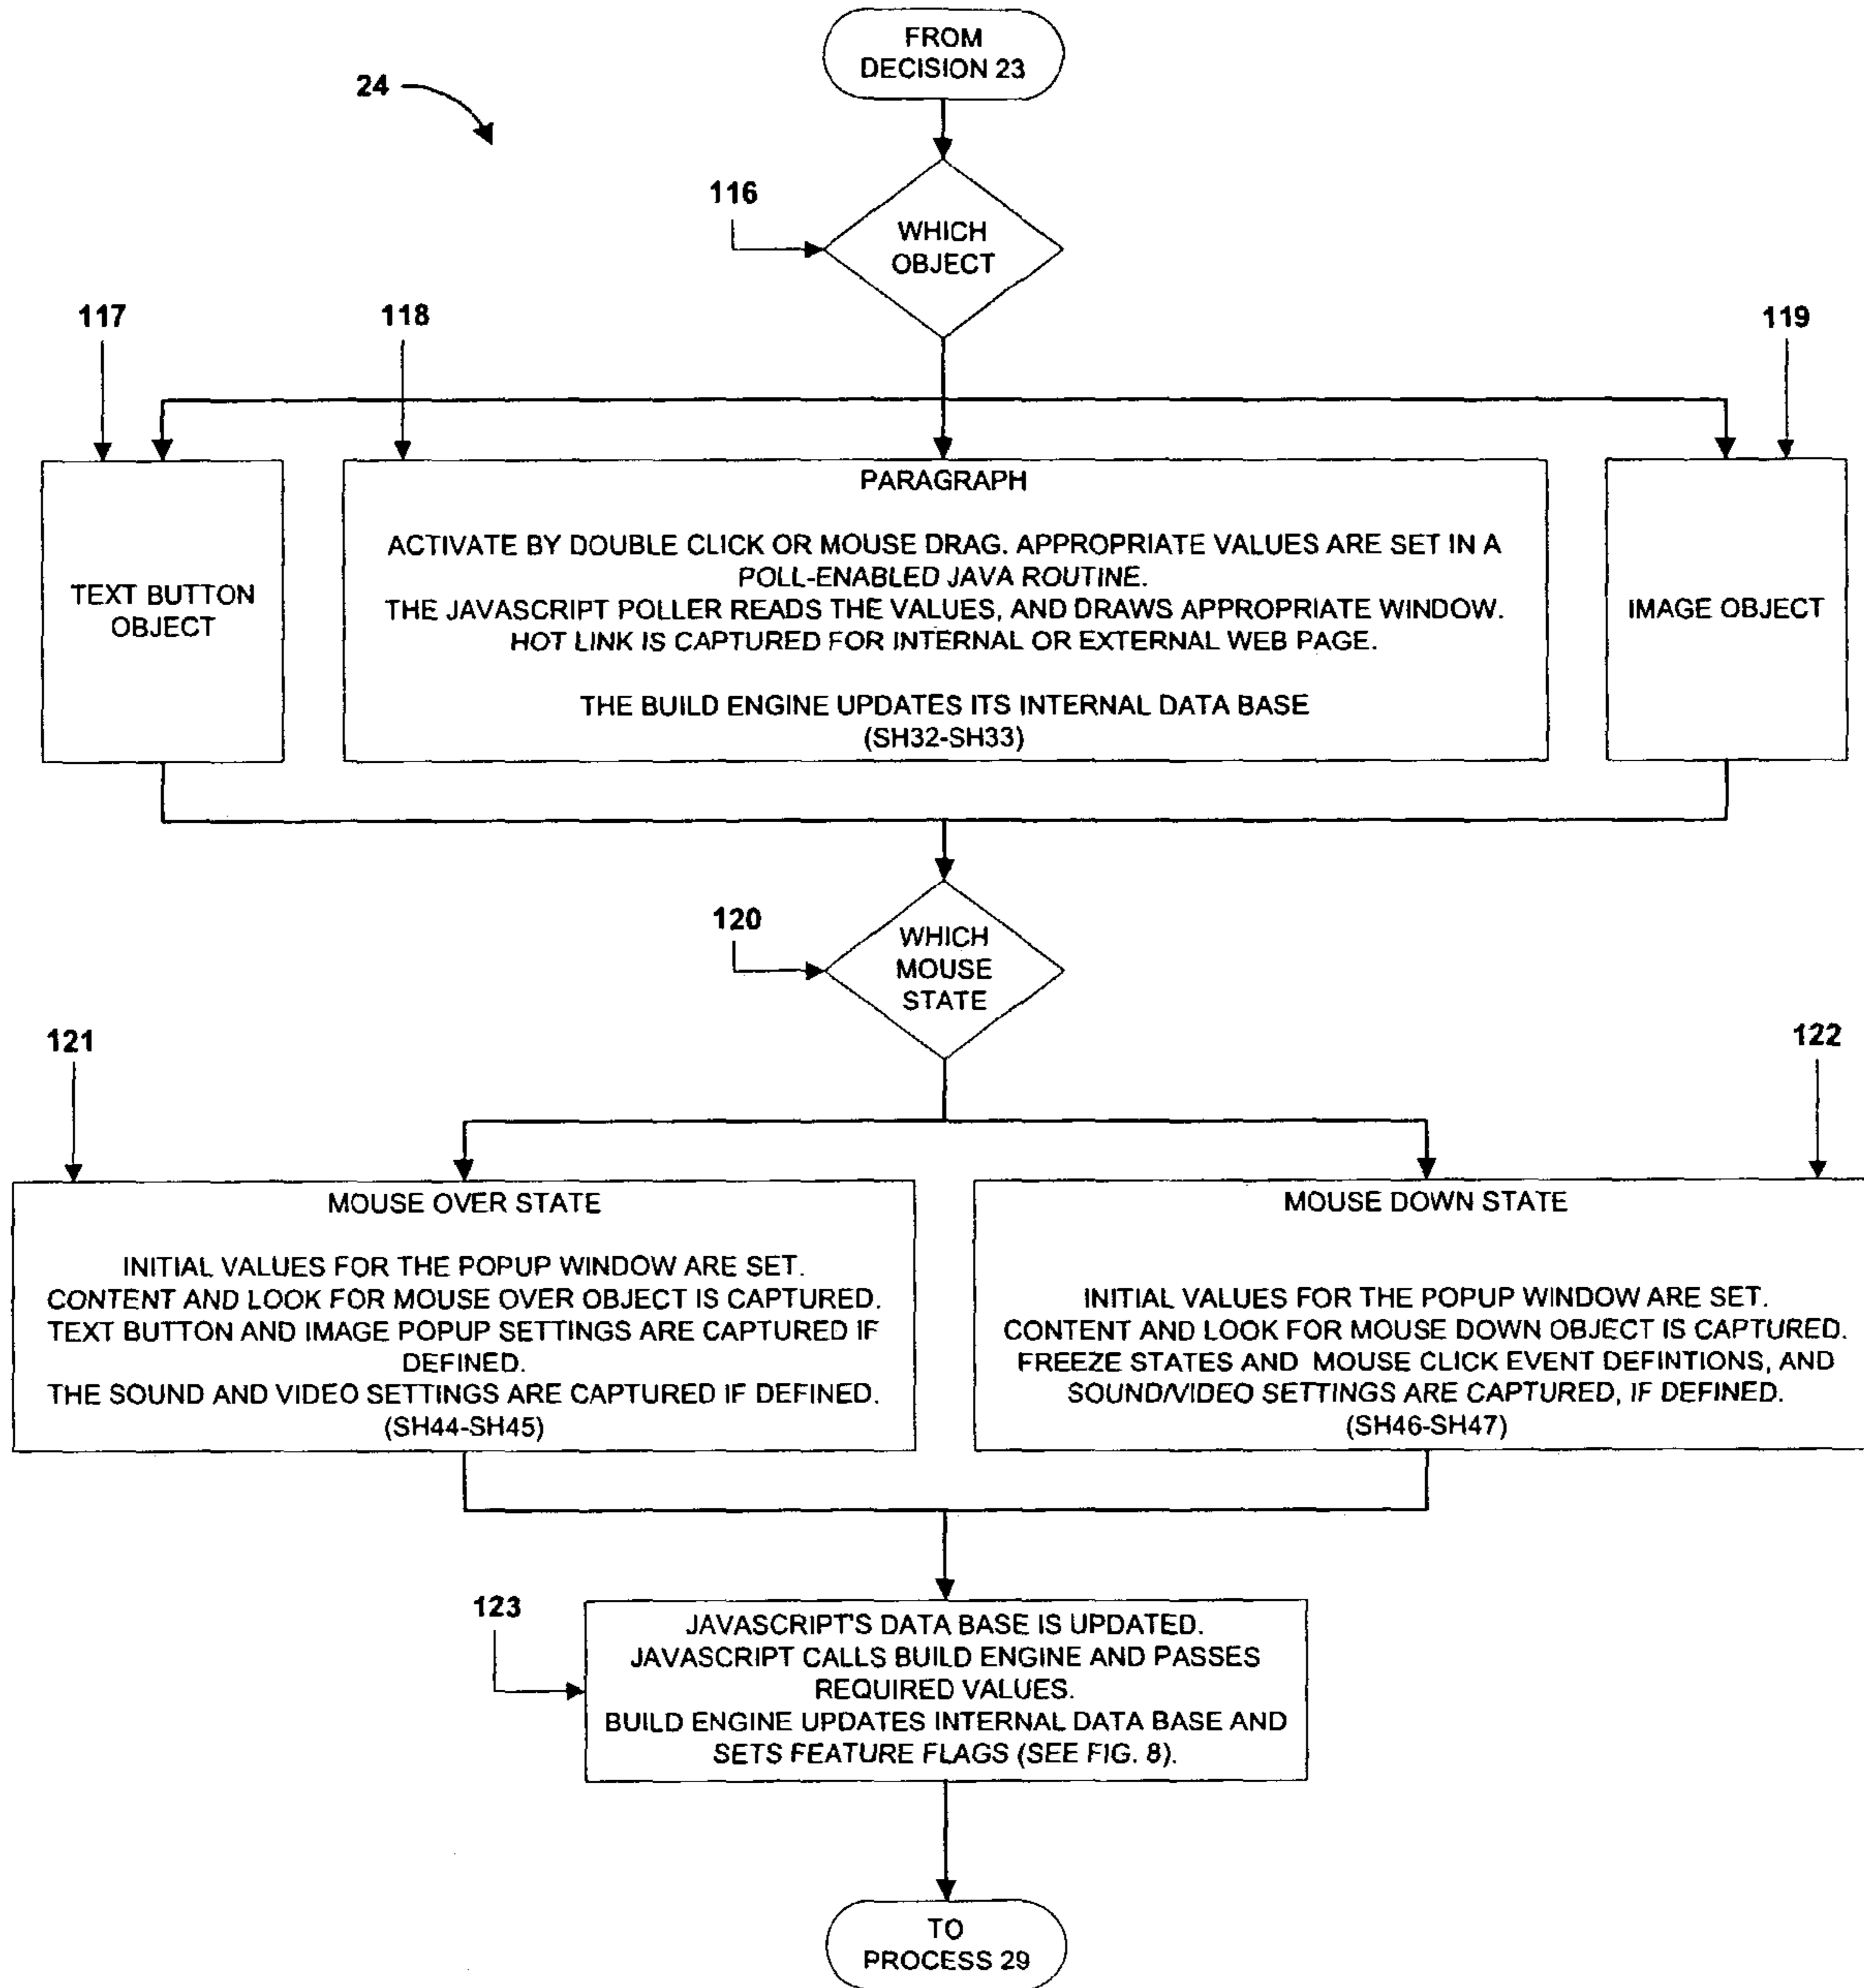 FROM
DECISION 23
24
116
WHICH
OBJECT
117
118
119
TEXT BUTTON
OBJECT
PARAGRAPH
ACTIVATE BY DOUBLE CLICK OR MOUSE DRAG. APPROPRIATE VALUES ARE SET IN A
POLL-ENABLED JAVA ROUTINE.
THE JAVASCRIPT POLLER READS THE VALUES, AND DRAWS APPROPRIATE WINDOW.
HOT LINK IS CAPTURED FOR INTERNAL OR EXTERNAL WEB PAGE.
THE BUILD ENGINE UPDATES ITS INTERNAL DATA BASE
(SH32-SH33)
IMAGE OBJECT
120
WHICH
MOUSE
STATE
121
122
MOUSE OVER STATE
INITIAL VALUES FOR THE POPUP WINDOW ARE SET.
CONTENT AND LOOK FOR MOUSE OVER OBJECT IS CAPTURED.
TEXT BUTTON AND IMAGE POPUP SETTINGS ARE CAPTURED IF
DEFINED.
THE SOUND AND VIDEO SETTINGS ARE CAPTURED IF DEFINED.
(SH44-SH45)
MOUSE DOWN STATE
INITIAL VALUES FOR THE POPUP WINDOW ARE SET.
CONTENT AND LOOK FOR MOUSE DOWN OBJECT IS CAPTURED.
FREEZE STATES AND MOUSE CLICK EVENT DEFINTIONS, AND
SOUND/VIDEO SETTINGS ARE CAPTURED, IF DEFINED.
(SH46-SH47)
123
JAVASCRIPT'S DATA BASE IS UPDATED.
JAVASCRIPT CALLS BUILD ENGINE AND PASSES
REQUIRED VALUES.
BUILD ENGINE UPDATES INTERNAL DATA BASE AND
SETS FEATURE FLAGS (SEE FIG. 8).
TO
PROCESS 29